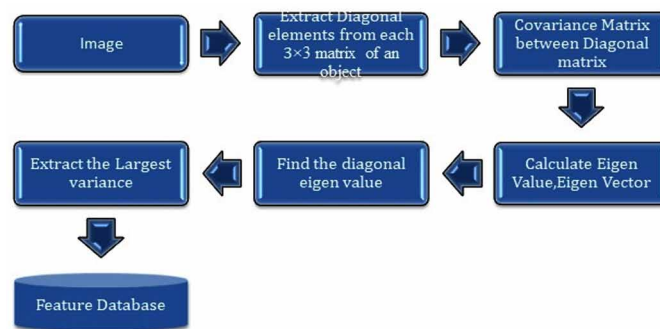 Image
Extract Diagonal
elements from each
3×3 matrix of an
object
Covariance Matrix
between Diagonal
matrix
Calculate Eigen
Value,Eigen Vector
Find the diagonal
eigen value
Extract the Largest
variance
Feature Database